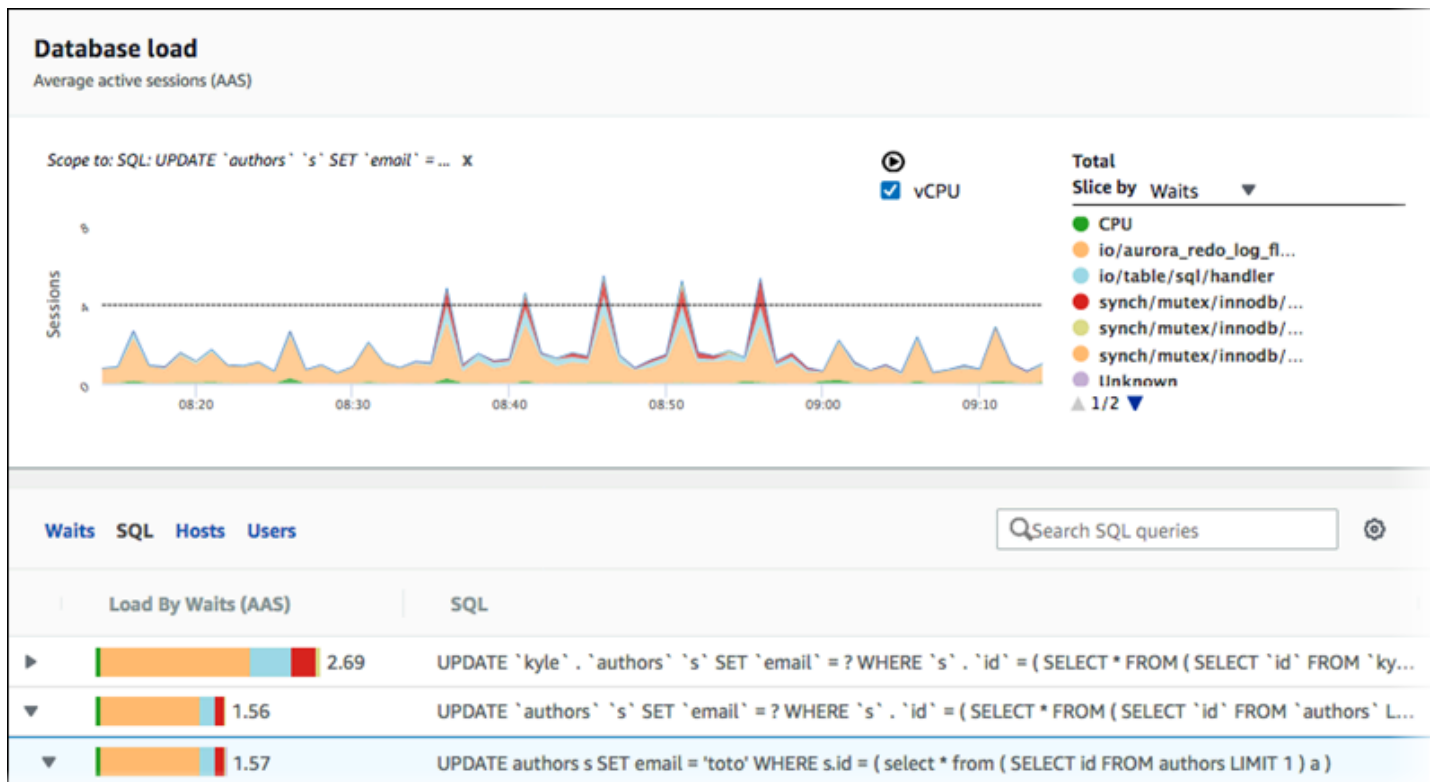 Database load
Average active sessions (AAS)
Scope to: SQL: UPDATE `authors` `s` SET `email` = ... x
vCPU
Total
Slice by Waits
CPU
io/aurora_redo_log_fl...
io/table/sql/handler
synch/mutex/innodb/...
synch/mutex/innodb/...
synch/mutex/innodb/...
Unknown
1/2
Sessions
8
4
0
08:20 08:30 08:40 08:50 09:00 09:10
Waits SQL Hosts Users
Search SQL queries
Load By Waits (AAS) SQL
2.69 UPDATE `kyle` . `authors` `s` SET `email` = ? WHERE `s` . `id` = ( SELECT * FROM ( SELECT `id` FROM `ky...
1.56 UPDATE `authors` `s` SET `email` = ? WHERE `s` . `id` = ( SELECT * FROM ( SELECT `id` FROM `authors` L...
1.57 UPDATE authors s SET email = 'toto' WHERE s.id = ( select * from ( SELECT id FROM authors LIMIT 1 ) a )